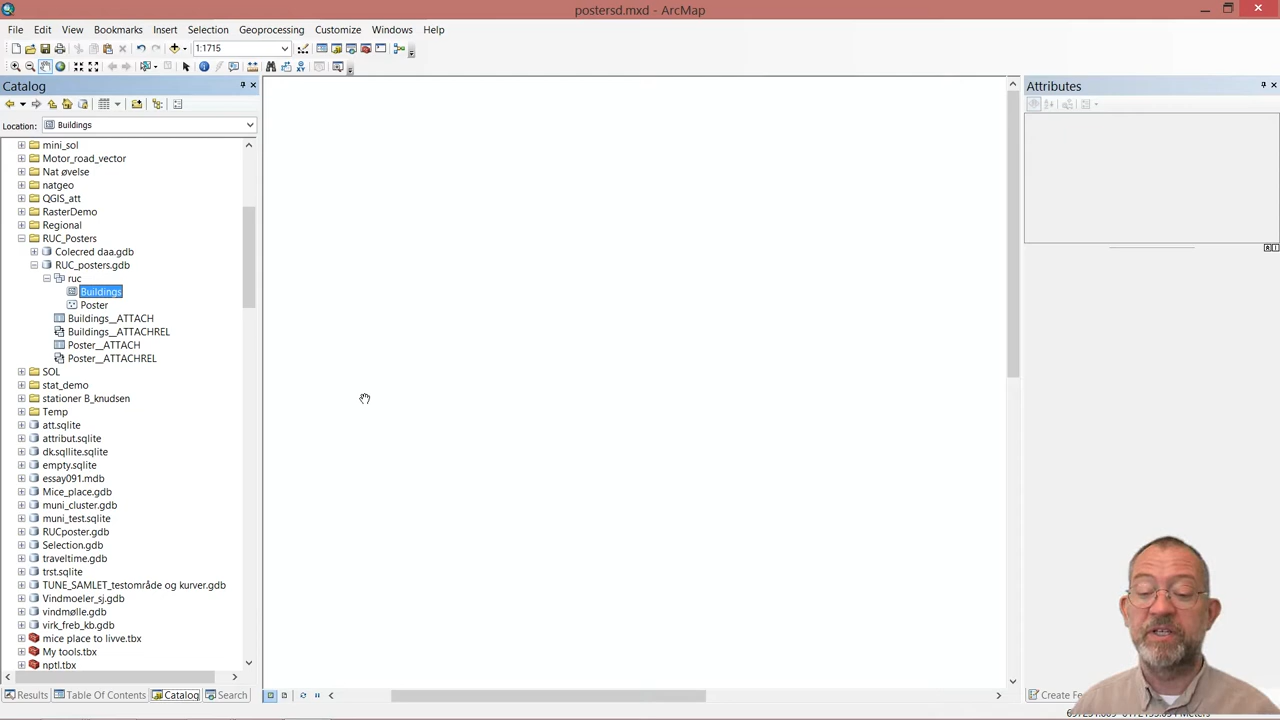 postersd.mxd - ArcMap
File Edit View Bookmarks Insert Selection Geoprocessing Customize Windows Help
1:1715
Catalog
Attributes
Location: Buildings
mini_sol
Motor_road_vector
Nat øvelse
natgeo
QGIS_att
RasterDemo
Regional
RUC_Posters
Colecred daa.gdb
RUC_posters.gdb
ruc
Buildings
Poster
Buildings__ATTACH
Buildings__ATTACHREL
Poster__ATTACH
Poster__ATTACHREL
SOL
stat_demo
stationer B_knudsen
Temp
att.sqlite
attribut.sqlite
dk.sqllite.sqlite
empty.sqlite
essay091.mdb
Mice_place.gdb
muni_cluster.gdb
muni_test.sqlite
RUCposter.gdb
Selection.gdb
traveltime.gdb
trst.sqlite
TUNE_SAMLET_testområde og kurver.gdb
Vindmoeler_sj.gdb
vindmølle.gdb
virk_freb_kb.gdb
mice place to livve.tbx
My tools.tbx
nptl.tbx
Results Table Of Contents Catalog Search
Create